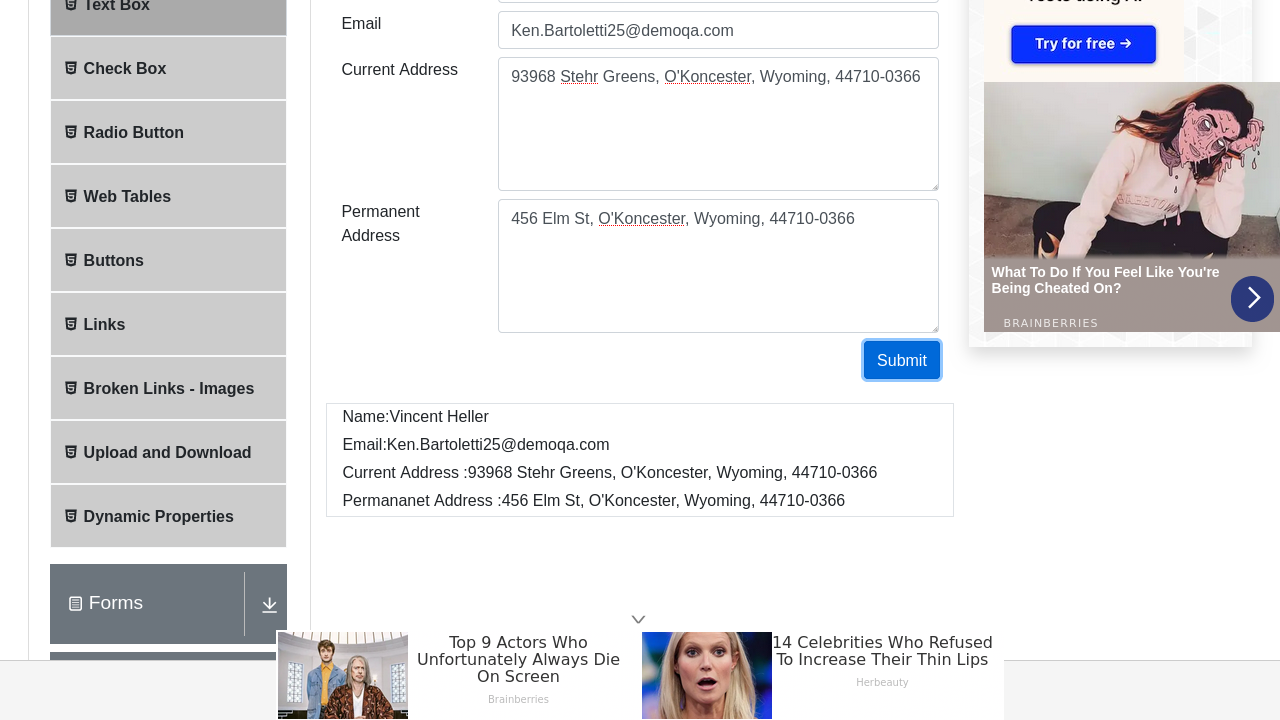 Text Box
Check Box
Radio Button
Web Tables
Buttons
Links
Broken Links - Images
Upload and Download
Dynamic Properties
Forms
Email
Ken.Bartoletti25@demoqa.com
Current Address
93968 Stehr Greens, O'Koncester, Wyoming, 44710-0366
Permanent
Address
456 Elm St, O'Koncester, Wyoming, 44710-0366
Submit
Name:Vincent Heller
Email:Ken.Bartoletti25@demoqa.com
Current Address :93968 Stehr Greens, O'Koncester, Wyoming, 44710-0366
Permananet Address :456 Elm St, O'Koncester, Wyoming, 44710-0366
Try for free →
What To Do If You Feel Like You're
Being Cheated On?
BRAINBERRIES
Top 9 Actors Who
Unfortunately Always Die
On Screen
Brainberries
14 Celebrities Who Refused
To Increase Their Thin Lips
Herbeauty